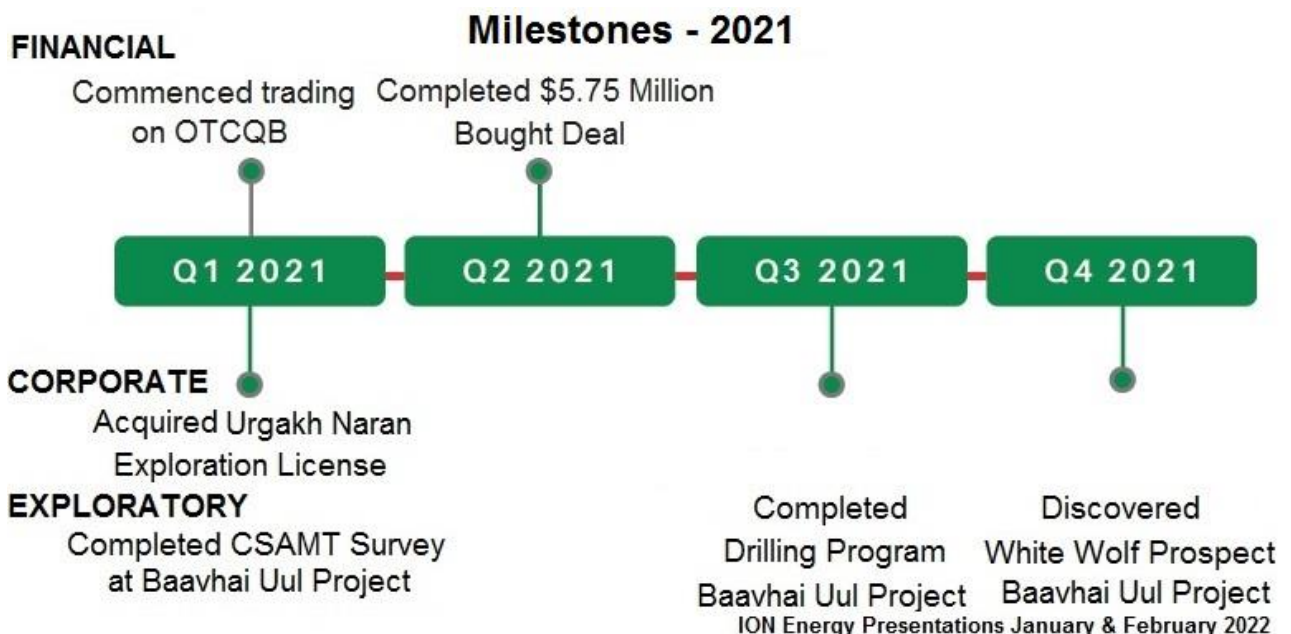 Milestones - 2021
FINANCIAL
Commenced trading
on OTCQB
Completed $5.75 Million
Bought Deal
Q1 2021
Q2 2021
Q3 2021
Q4 2021
CORPORATE
Acquired Urgakh Naran
Exploration License
EXPLORATORY
Completed CSAMT Survey
at Baavhai Uul Project
Completed
Drilling Program
Baavhai Uul Project
Discovered
White Wolf Prospect
Baavhai Uul Project
ION Energy Presentations January & February 2022